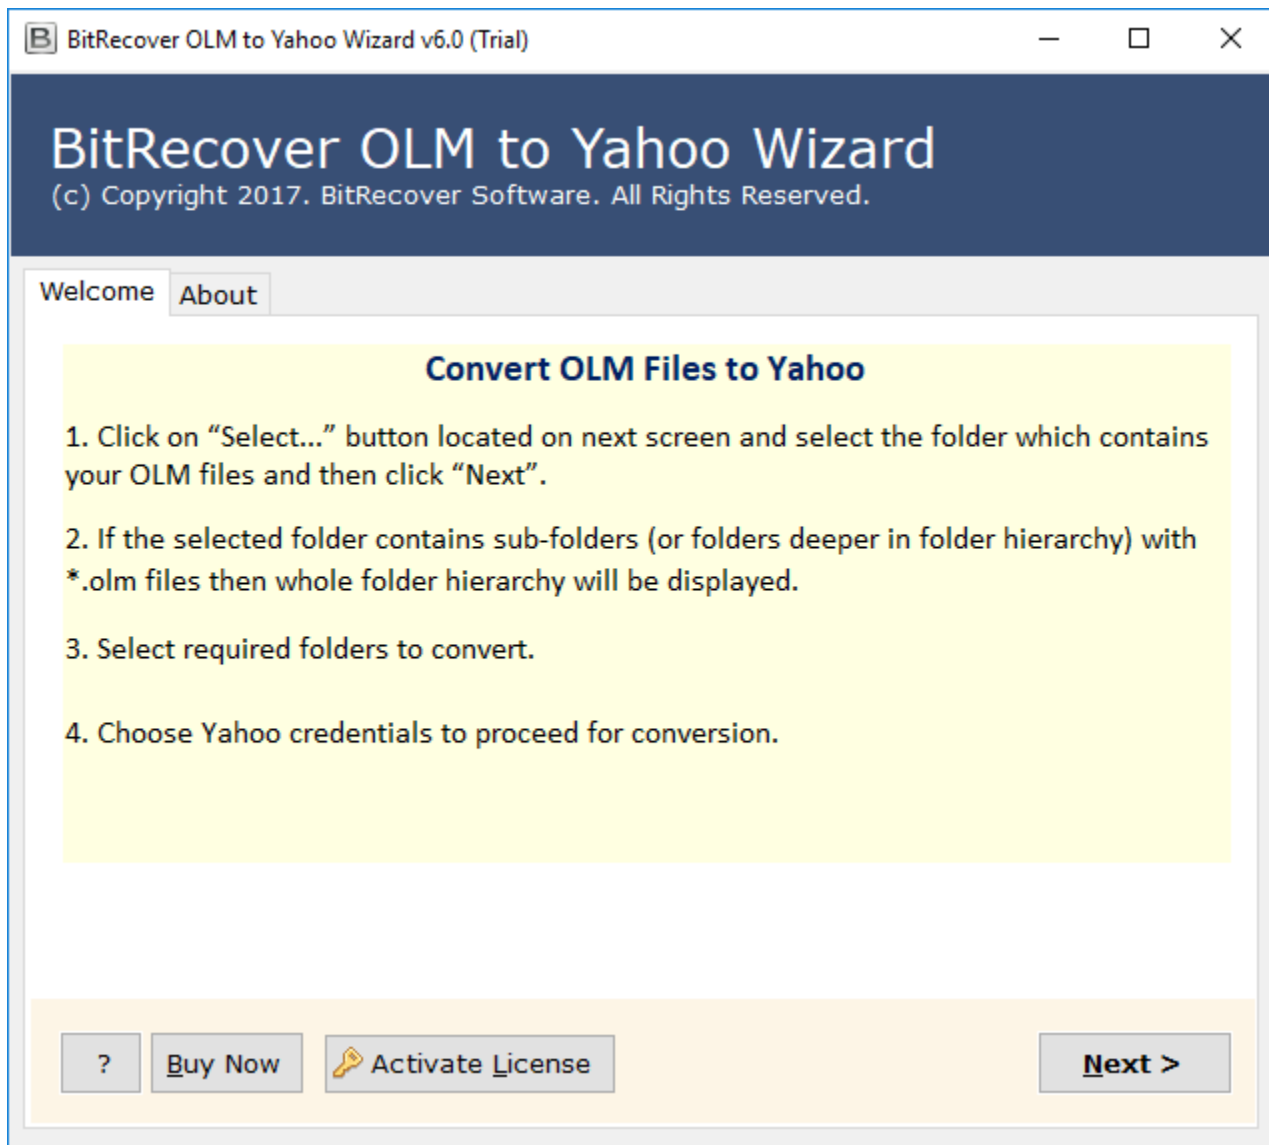 BitRecover OLM to Yahoo Wizard v6.0 (Trial)
BitRecover OLM to Yahoo Wizard
(c) Copyright 2017. BitRecover Software. All Rights Reserved.
Welcome
About
Convert OLM Files to Yahoo
1. Click on “Select...” button located on next screen and select the folder which contains
your OLM files and then click “Next”.
2. If the selected folder contains sub-folders (or folders deeper in folder hierarchy) with
*.olm files then whole folder hierarchy will be displayed.
3. Select required folders to convert.
4. Choose Yahoo credentials to proceed for conversion.
?
Buy Now
Activate License
Next >